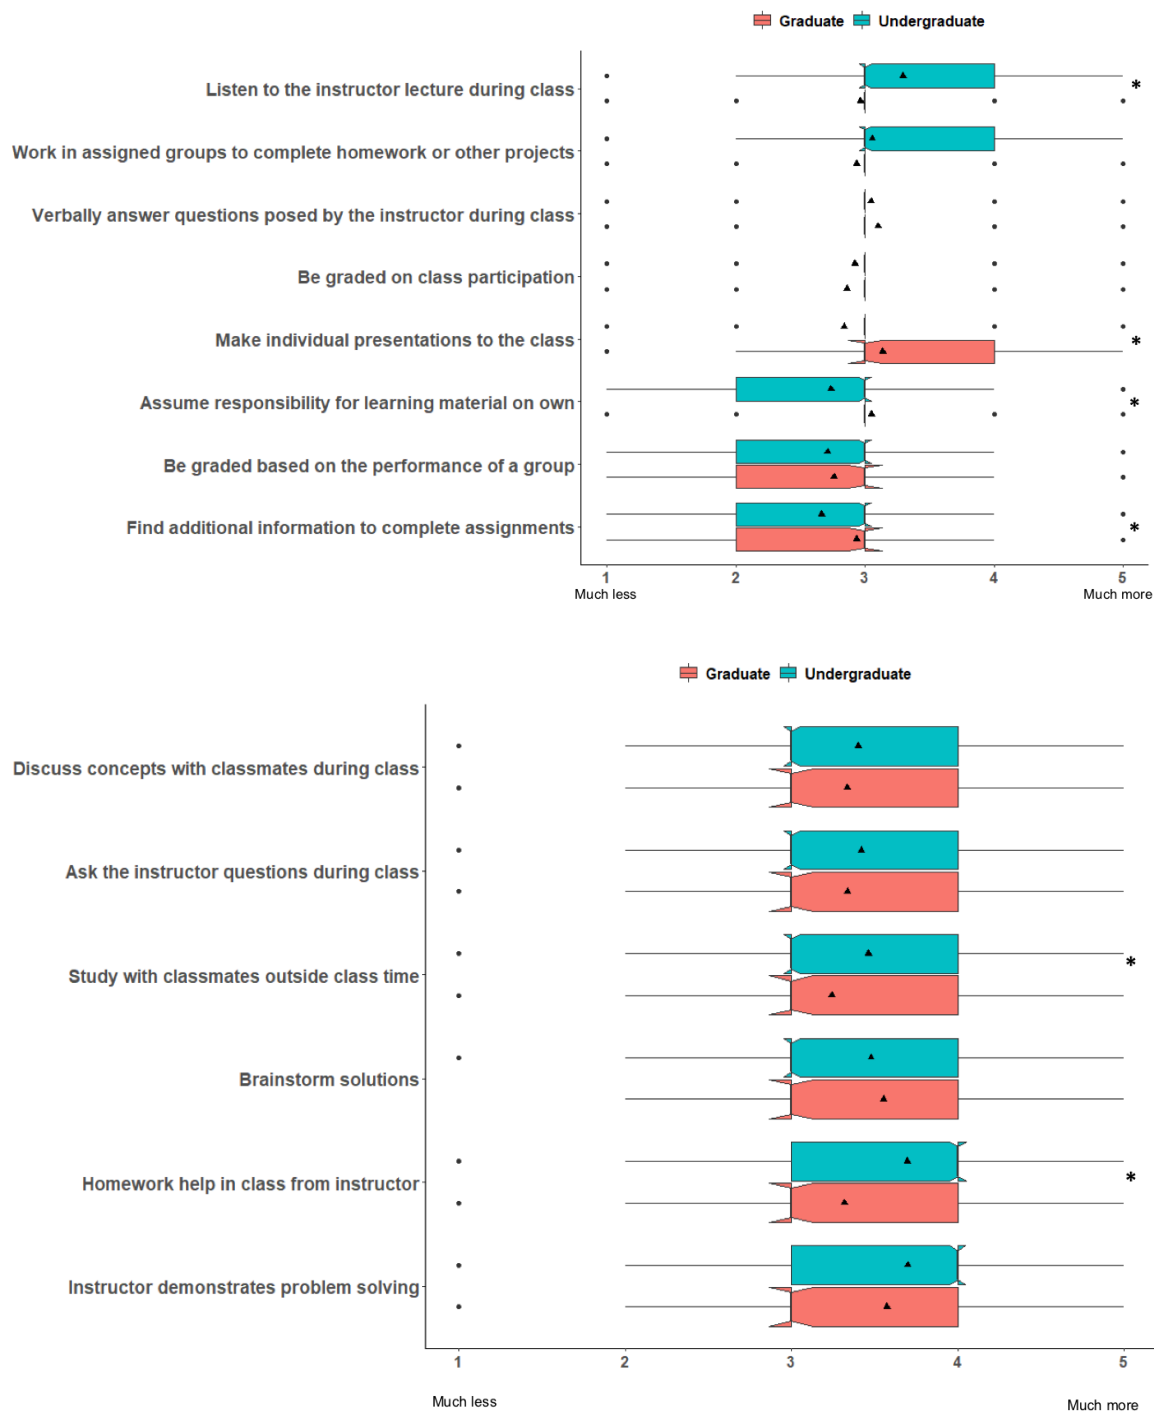 Graduate Undergraduate
Listen to the instructor lecture during class
*
Work in assigned groups to complete homework or other projects
Verbally answer questions posed by the instructor during class
Be graded on class participation
Make individual presentations to the class
*
Assume responsibility for learning material on own
*
Be graded based on the performance of a group
Find additional information to complete assignments
*
1 2 3 4 5
Much less Much more
Graduate Undergraduate
Discuss concepts with classmates during class
Ask the instructor questions during class
Study with classmates outside class time
*
Brainstorm solutions
Homework help in class from instructor
*
Instructor demonstrates problem solving
1 2 3 4 5
Much less Much more